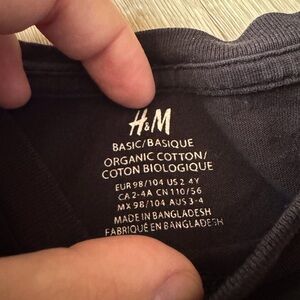 H&M
BASIC/BASIQUE
ORGANIC COTTON/
COTON BIOLOGIQUE
EUR 98/104 US 2-4Y
CA 2-4A CN 110/56
MX 98/104 AUS 3-4
MADE IN BANGLADESH
FABRIQUÉ EN BANGLADESH